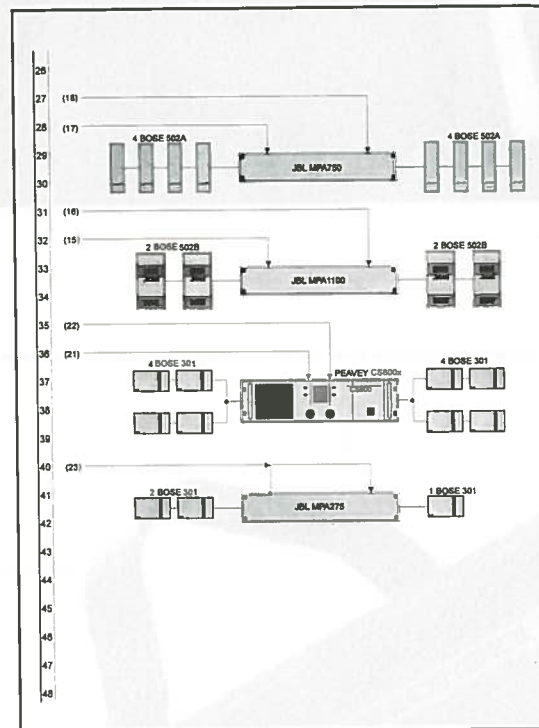 26
27 (18)
28 (17)
4 BOSE 502A 4 BOSE 502A
29
JBL MPA750
30
31 (16)
32 (15)
2 BOSE 502B 2 BOSE 502B
33
JBL MPA1100
34
35 (22)
36 (21)
4 BOSE 301 PEAVEY CS800x 4 BOSE 301
37
CS800
38
39
40 (23)
2 BOSE 301 1 BOSE 301
41
JBL MPA275
42
43
44
45
46
47
48